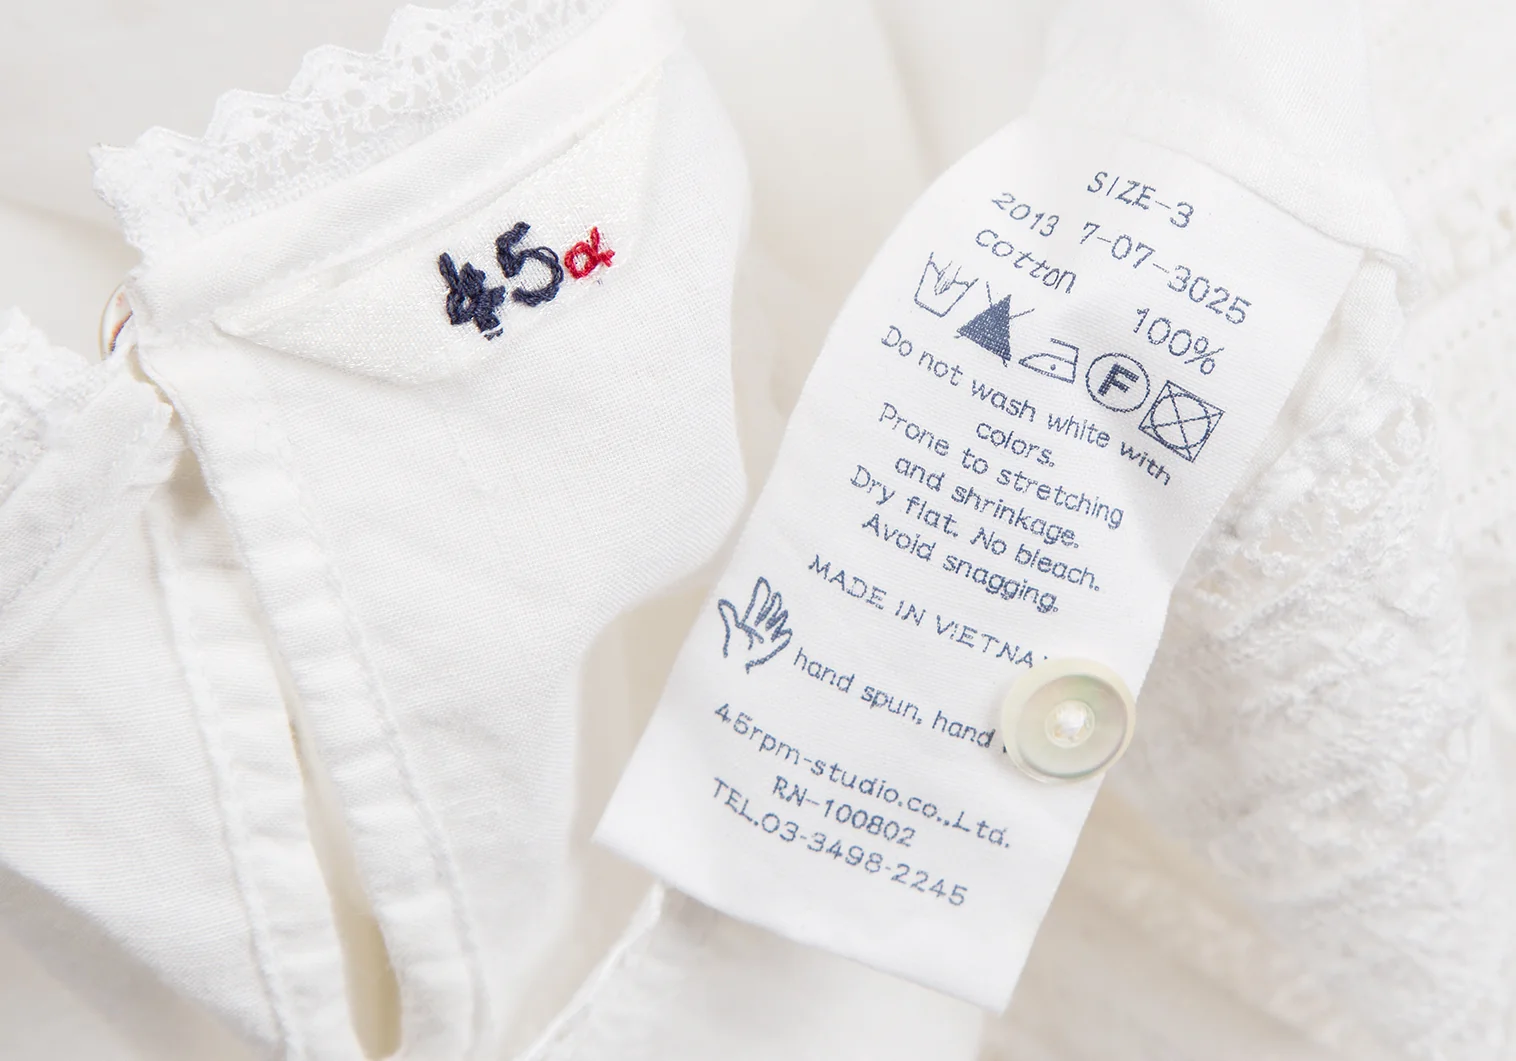 45R
SIZE-3
2013 7-07-3025
cotton 100%
F
Do not wash white with
colors.
Prone to stretching
and shrinkage.
Dry flat. No bleach.
Avoid snagging.
MADE IN VIETNA
hand spun, hand
45rpm-studio.co.,Ltd.
RN-100802
TEL.03-3498-2245